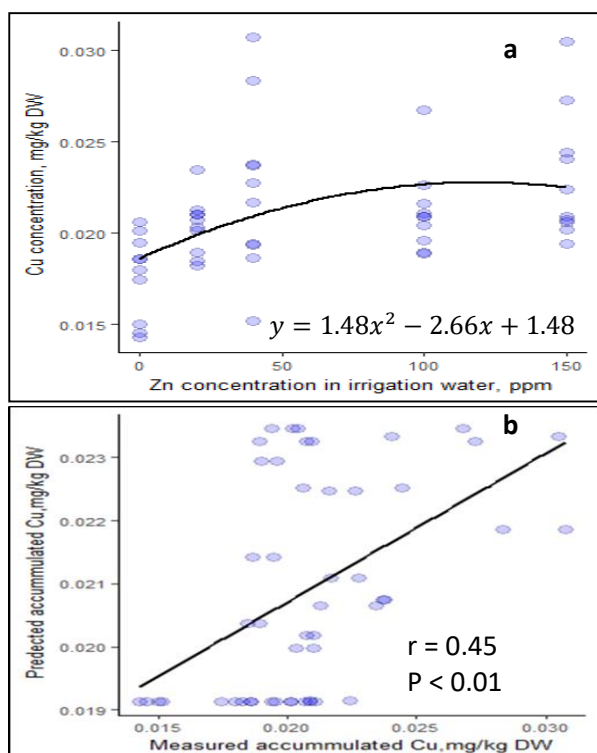 a
0.030
0.025
0.020
0.015
Cu concentration, mg/kg DW
y = 1.48x² − 2.66x + 1.48
0 50 100 150
Zn concentration in irrigation water, ppm
b
0.023
0.022
0.021
0.020
0.019
Predected accummulated Cu,mg/kg DW
r = 0.45
P < 0.01
0.015 0.020 0.025 0.030
Measured accumulated Cu,mg/kg DW